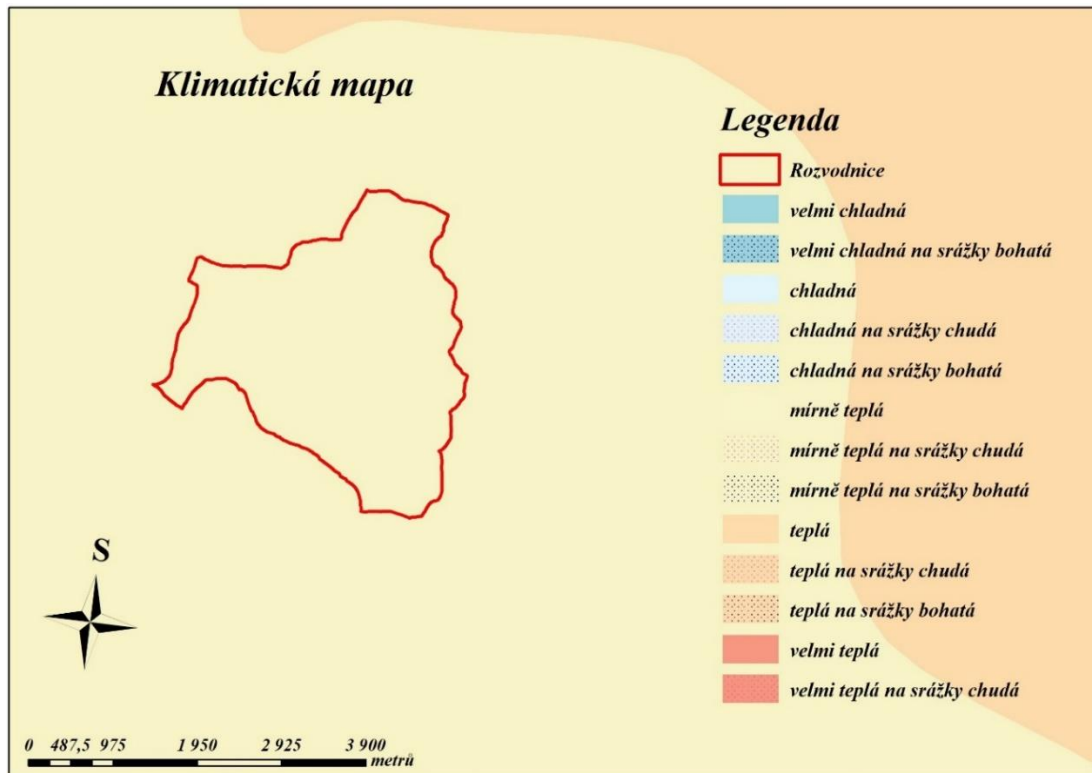 Klimatická mapa
Legenda
Rozvodnice
velmi chladná
velmi chladná na srážky bohatá
chladná
chladná na srážky chudá
chladná na srážky bohatá
mírně teplá
mírně teplá na srážky chudá
mírně teplá na srážky bohatá
teplá
teplá na srážky chudá
teplá na srážky bohatá
velmi teplá
velmi teplá na srážky chudá
S
0 487,5 975 1 950 2 925 3 900
metrů